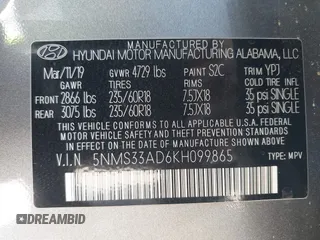 MANUFACTURED BY
HYUNDAI MOTOR MANUFACTURING ALABAMA, LLC
Mar/11/19 GVWR 4729 lbs PAINT S2C TRIM YPJ
TIRES RIMS COLD TIRE PRESSURE
FRONT 2866 lbs 235/60R18 7.5JX18 35 psi SINGLE
REAR 3075 lbs 235/60R18 7.5JX18 35 psi SINGLE
THIS VEHICLE CONFORMS TO ALL APPLICABLE
U.S.A. FEDERAL MOTOR VEHICLE SAFETY AND
THEFT PREVENTION STANDARDS IN EFFECT ON
THE DATE OF MANUFACTURE SHOWN ABOVE.
V.I.N 5NMS33AD6KH099865 TYPE: MPV
DREAMBID